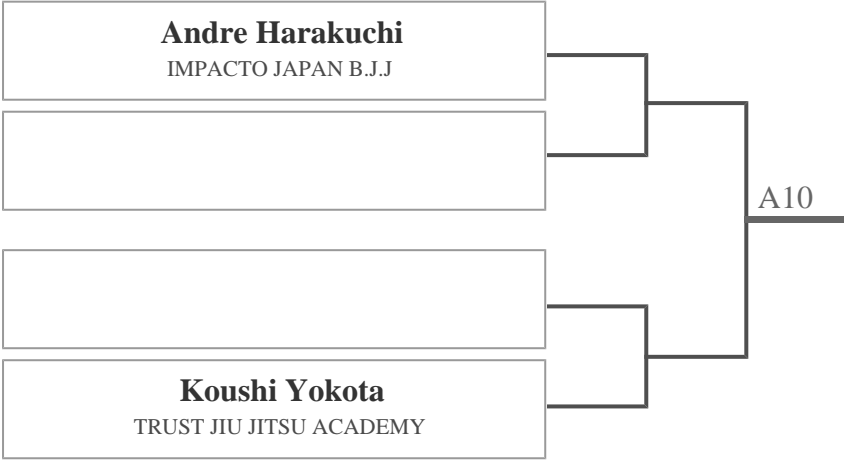 Andre Harakuchi
IMPACTO JAPAN B.J.J
A10
Koushi Yokota
TRUST JIU JITSU ACADEMY